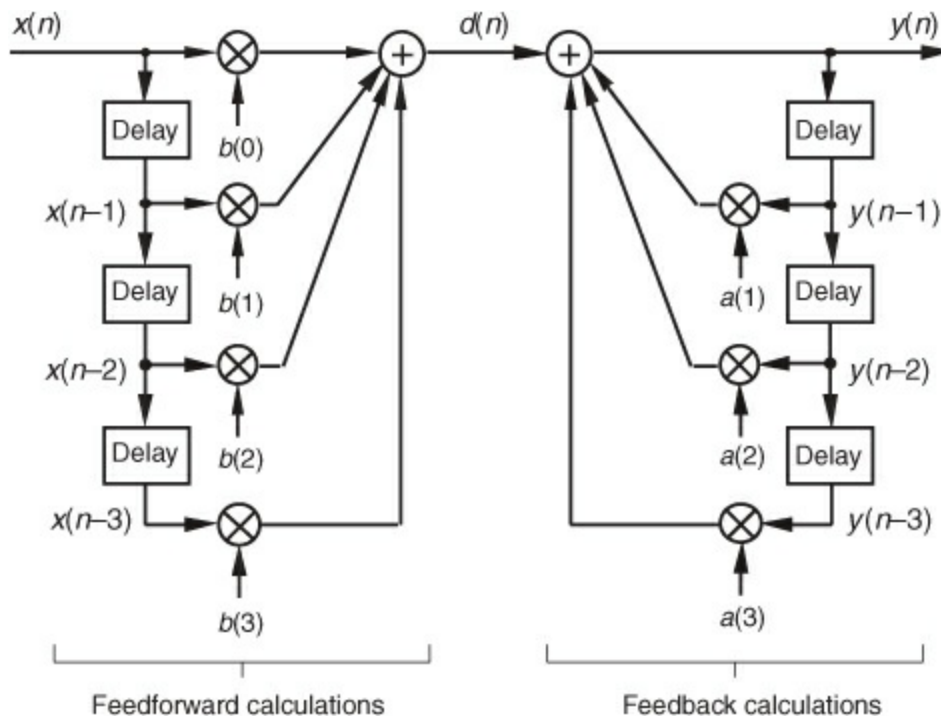 x(n) d(n) y(n)
Delay Delay
b(0)
x(n–1) y(n–1)
Delay b(1) a(1) Delay
x(n–2) y(n–2)
Delay b(2) a(2) Delay
x(n–3) y(n–3)
b(3) a(3)
Feedforward calculations Feedback calculations